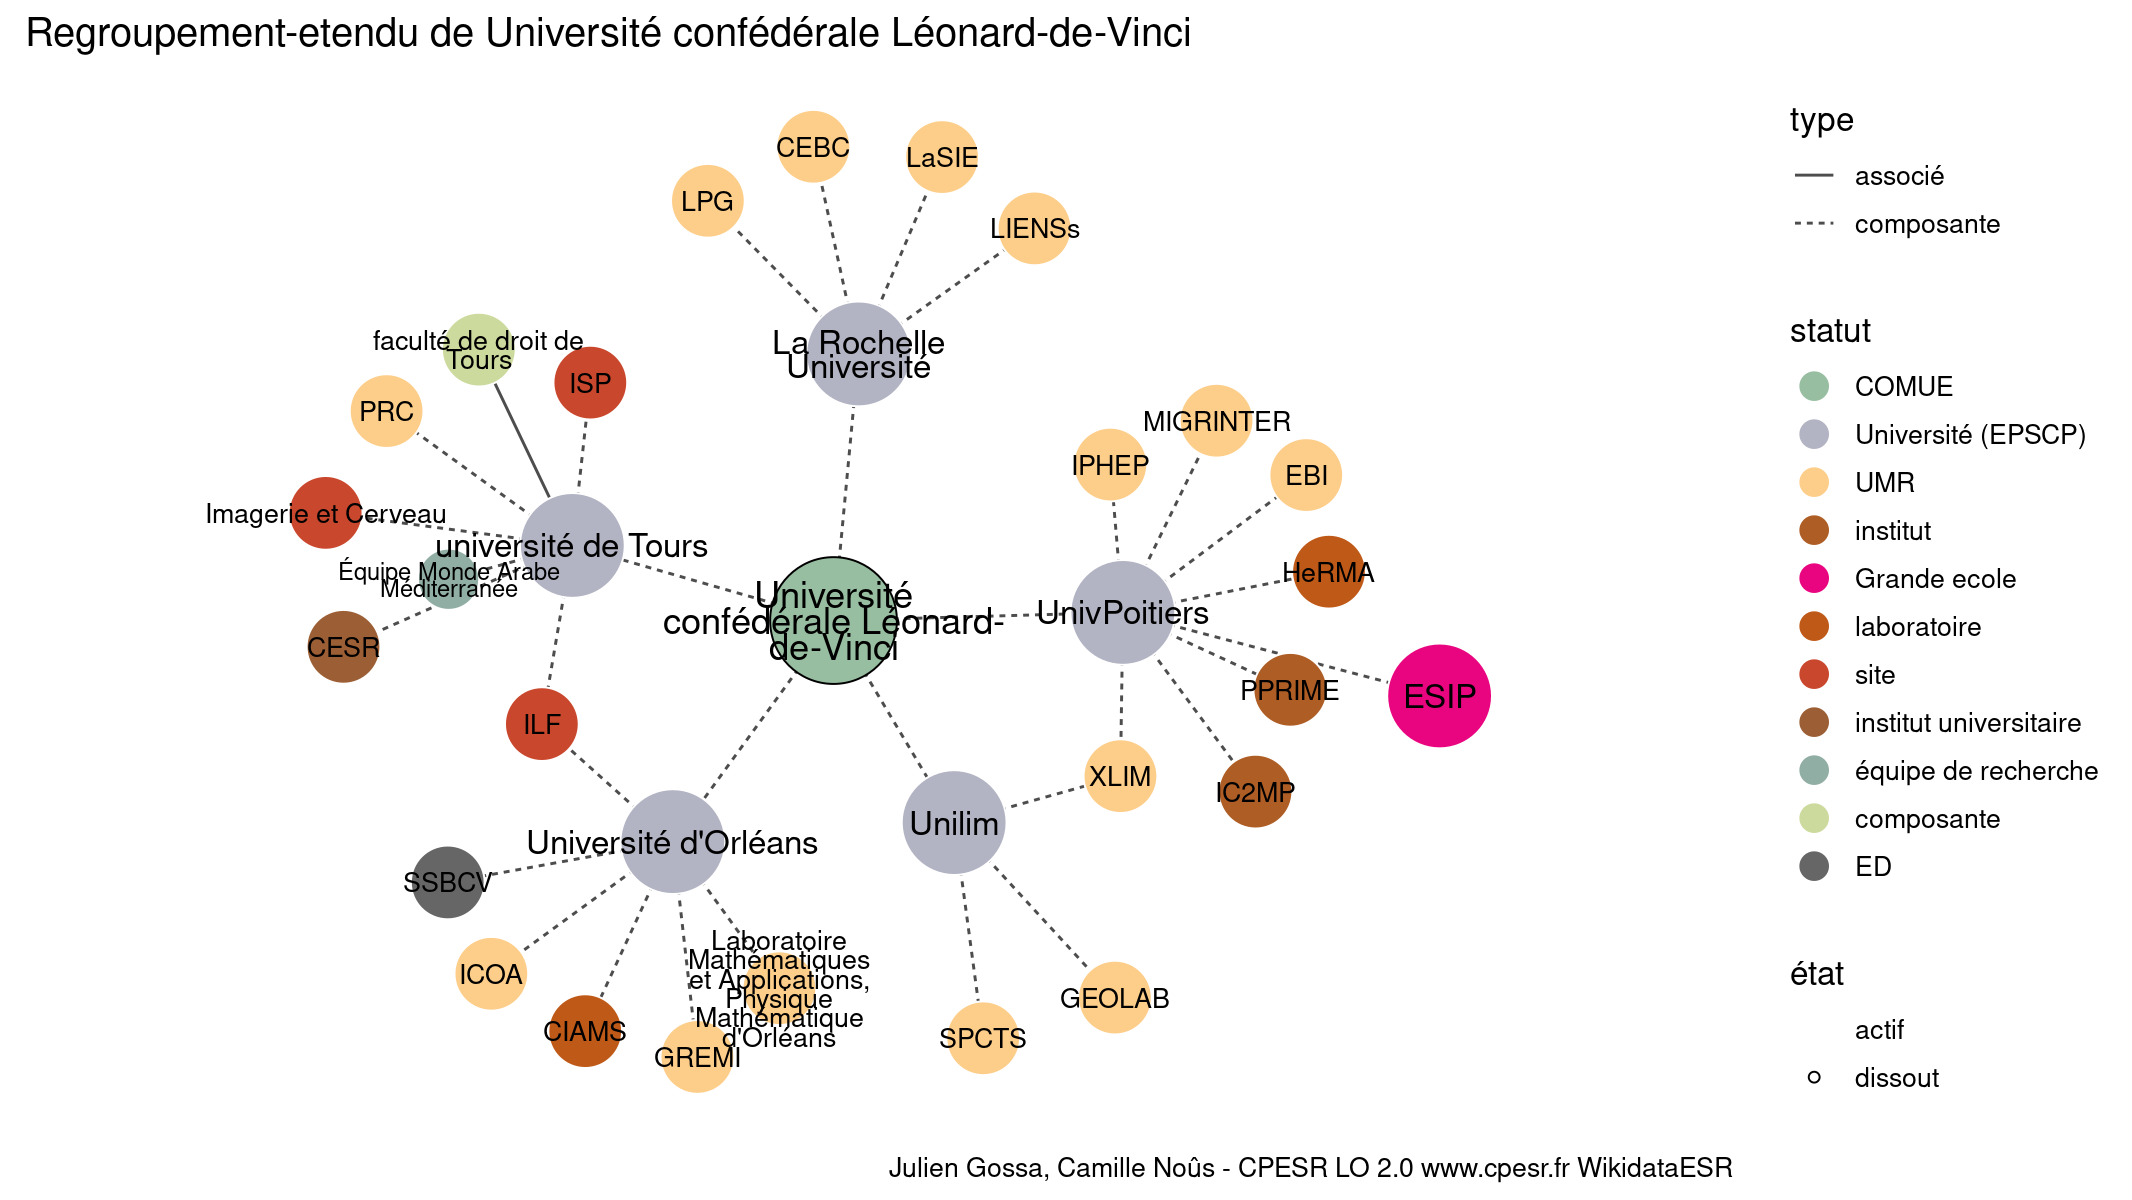 Regroupement-etendu de Université confédérale Léonard-de-Vinci
CEBC
LaSIE
LPG
LIENSs
La Rochelle
Université
faculté de droit de
Tours
ISP
PRC
Imagerie et Cerveau
université de Tours
Équipe Monde Arabe
Méditerranée
CESR
ILF
Université
confédérale Léonard-
de-Vinci
MIGRINTER
IPHEP
EBI
HeRMA
UnivPoitiers
PPRIME
ESIP
XLIM
IC2MP
Unilim
Université d'Orléans
SSBCV
ICOA
CIAMS
GREMI
Laboratoire
Mathématiques
et Applications,
Physique
Mathématique
d'Orléans
SPCTS
GEOLAB
type
associé
composante
statut
COMUE
Université (EPSCP)
UMR
institut
Grande ecole
laboratoire
site
institut universitaire
équipe de recherche
composante
ED
état
actif
dissout
Julien Gossa, Camille Noûs - CPESR LO 2.0 www.cpesr.fr WikidataESR